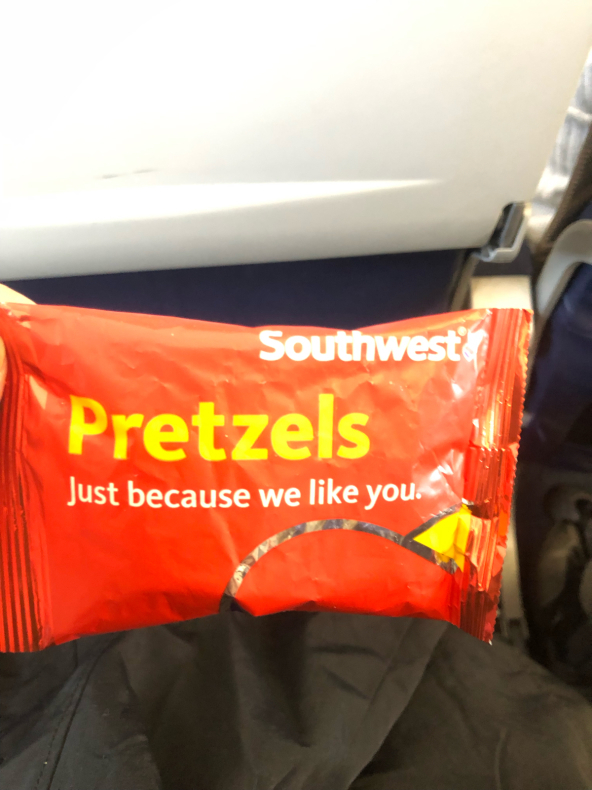 Southwest®
Pretzels
Just because we like you.